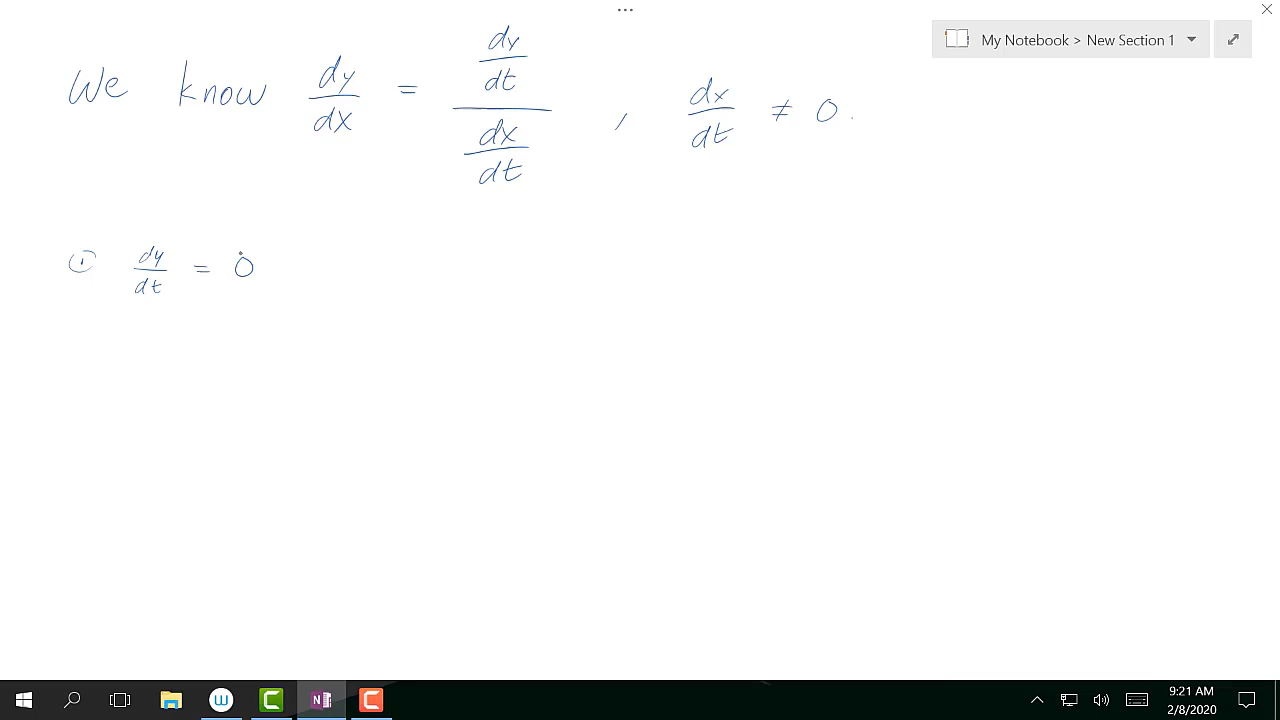 My Notebook > New Section 1
We know dy/dx = (dy/dt)/(dx/dt) , dx/dt ≠ 0.
① dy/dt = 0
9:21 AM
2/8/2020